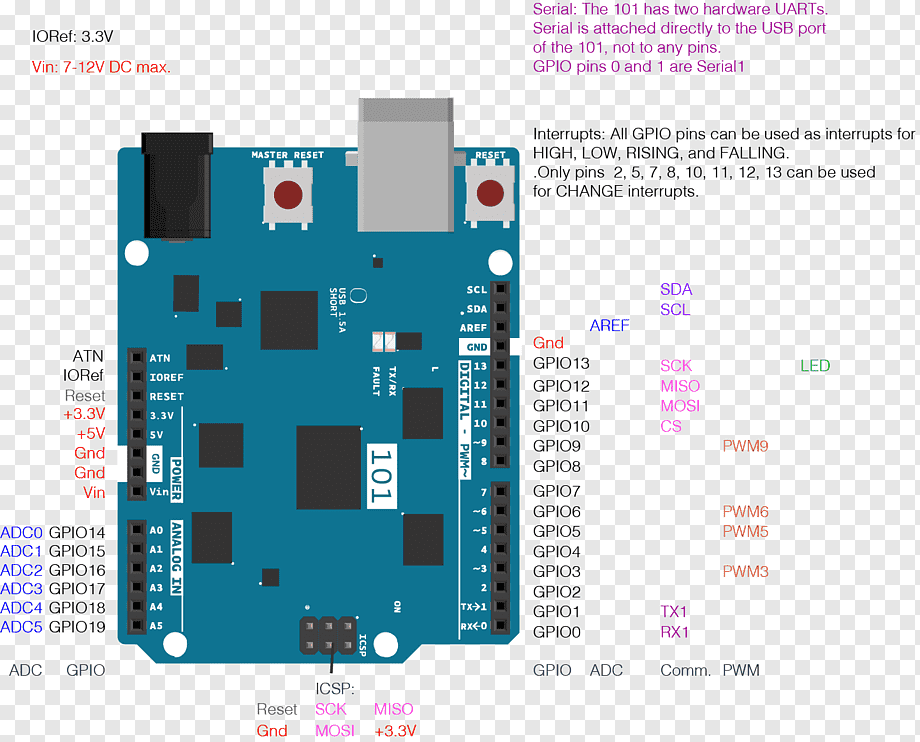 Serial: The 101 has two hardware UARTs.
Serial is attached directly to the USB port
of the 101, not to any pins.
GPIO pins 0 and 1 are Serial1
IORef: 3.3V
Vin: 7-12V DC max.
Interrupts: All GPIO pins can be used as interrupts for
HIGH, LOW, RISING, and FALLING.
.Only pins 2, 5, 7, 8, 10, 11, 12, 13 can be used
for CHANGE interrupts.
MASTER RESET
RESET
USB 1.5A
SHORT
FAULT
TX/RX
L
101
ON
ICSP
SCL
SDA
AREF
GND
13
12
11
10
~9
8
7
~6
~5
4
~3
2
TX→1
RX←0
DIGITAL - PWM~
SDA
SCL
AREF
Gnd
GPIO13 SCK LED
GPIO12 MISO
GPIO11 MOSI
GPIO10 CS
GPIO9 PWM9
GPIO8
GPIO7
GPIO6 PWM6
GPIO5 PWM5
GPIO4
GPIO3 PWM3
GPIO2
GPIO1 TX1
GPIO0 RX1
GPIO ADC Comm. PWM
ATN ATN
IORef IOREF
Reset RESET
+3.3V 3.3V
+5V 5V
Gnd
Gnd
GND
Vin Vin
POWER
ADC0 GPIO14 A0
ADC1 GPIO15 A1
ADC2 GPIO16 A2
ADC3 GPIO17 A3
ADC4 GPIO18 A4
ADC5 GPIO19 A5
ANALOG IN
ADC GPIO
ICSP:
Reset SCK MISO
Gnd MOSI +3.3V